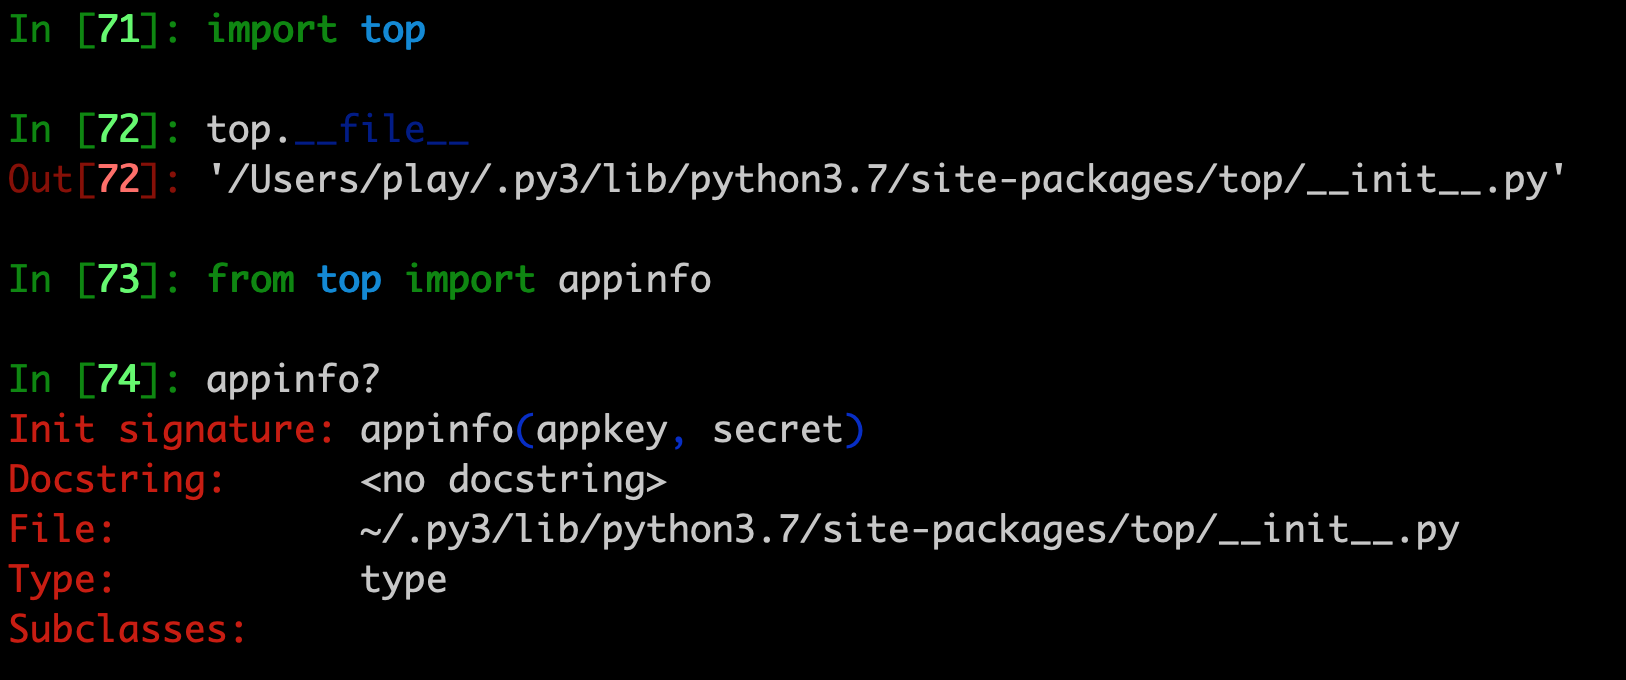 In [71]: import top
In [72]: top.__file__
Out[72]: '/Users/play/.py3/lib/python3.7/site-packages/top/__init__.py'
In [73]: from top import appinfo
In [74]: appinfo?
Init signature: appinfo(appkey, secret)
Docstring:      <no docstring>
File:           ~/.py3/lib/python3.7/site-packages/top/__init__.py
Type:           type
Subclasses: